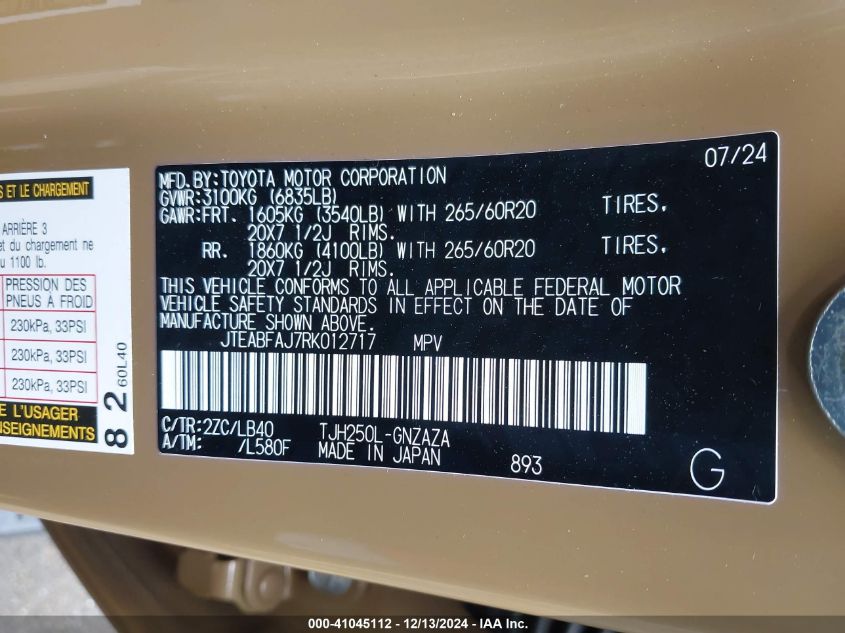 07/24
MFD.BY:TOYOTA MOTOR CORPORATION
GVWR:3100KG (6835LB)
GAWR:FRT. 1605KG (3540LB) WITH 265/60R20 TIRES,
20X7 1/2J RIMS.
RR. 1860KG (4100LB) WITH 265/60R20 TIRES,
20X7 1/2J RIMS.
THIS VEHICLE CONFORMS TO ALL APPLICABLE FEDERAL MOTOR
VEHICLE SAFETY STANDARDS IN EFFECT ON THE DATE OF
MANUFACTURE SHOWN ABOVE.
JTEABFAJ7RK012717 MPV
C/TR:2ZC/LB40 TJH250L-GNZAZA
A/TM: /L580F MADE IN JAPAN 893
G
ET LE CHARGEMENT
ARRIÈRE 3
et du chargement ne
1100 lb.
PRESSION DES
PNEUS À FROID
230kPa, 33PSI
230kPa, 33PSI
230kPa, 33PSI
L'USAGER
82
60L40
000-41045112 - 12/13/2024 - IAA Inc.